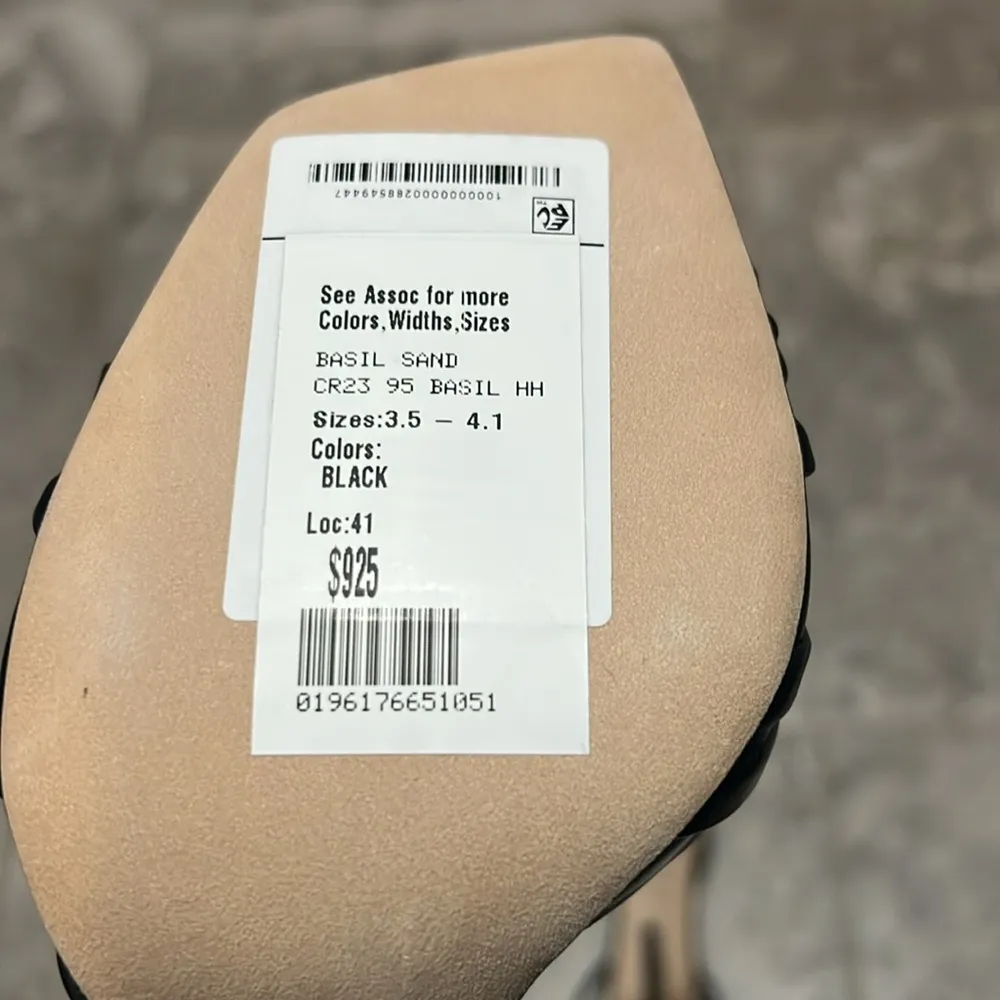 1000000000000288549447
See Assoc for more
Colors,Widths,Sizes
BASIL SAND
CR23 95 BASIL HH
Sizes:3.5 – 4.1
Colors:
BLACK
Loc:41
$925
0196176651051